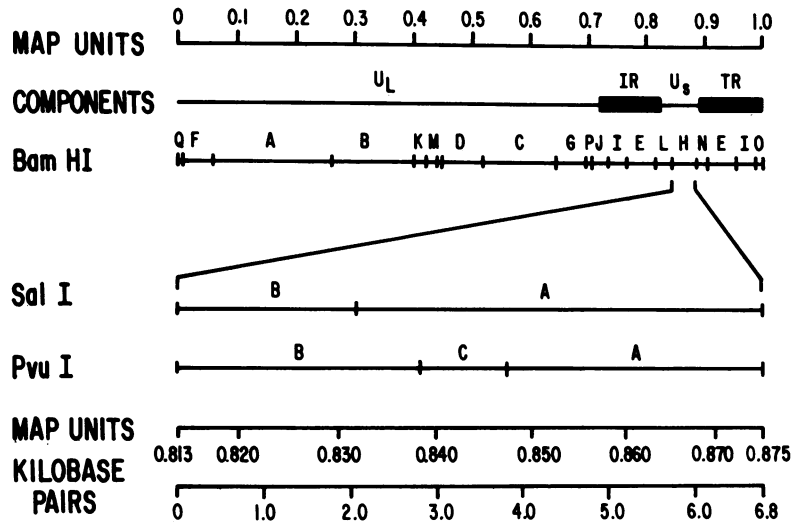 0 0.1 0.2 0.3 0.4 0.5 0.6 0.7 0.8 0.9 1.0
MAP UNITS
UL IR Us TR
COMPONENTS
Q F A B K M D C G P J I E L H N E I O
Bam HI
B A
Sal I
B C A
Pvu I
MAP UNITS
0.813 0.820 0.830 0.840 0.850 0.860 0.870 0.875
KILOBASE
PAIRS
0 1.0 2.0 3.0 4.0 5.0 6.0 6.8